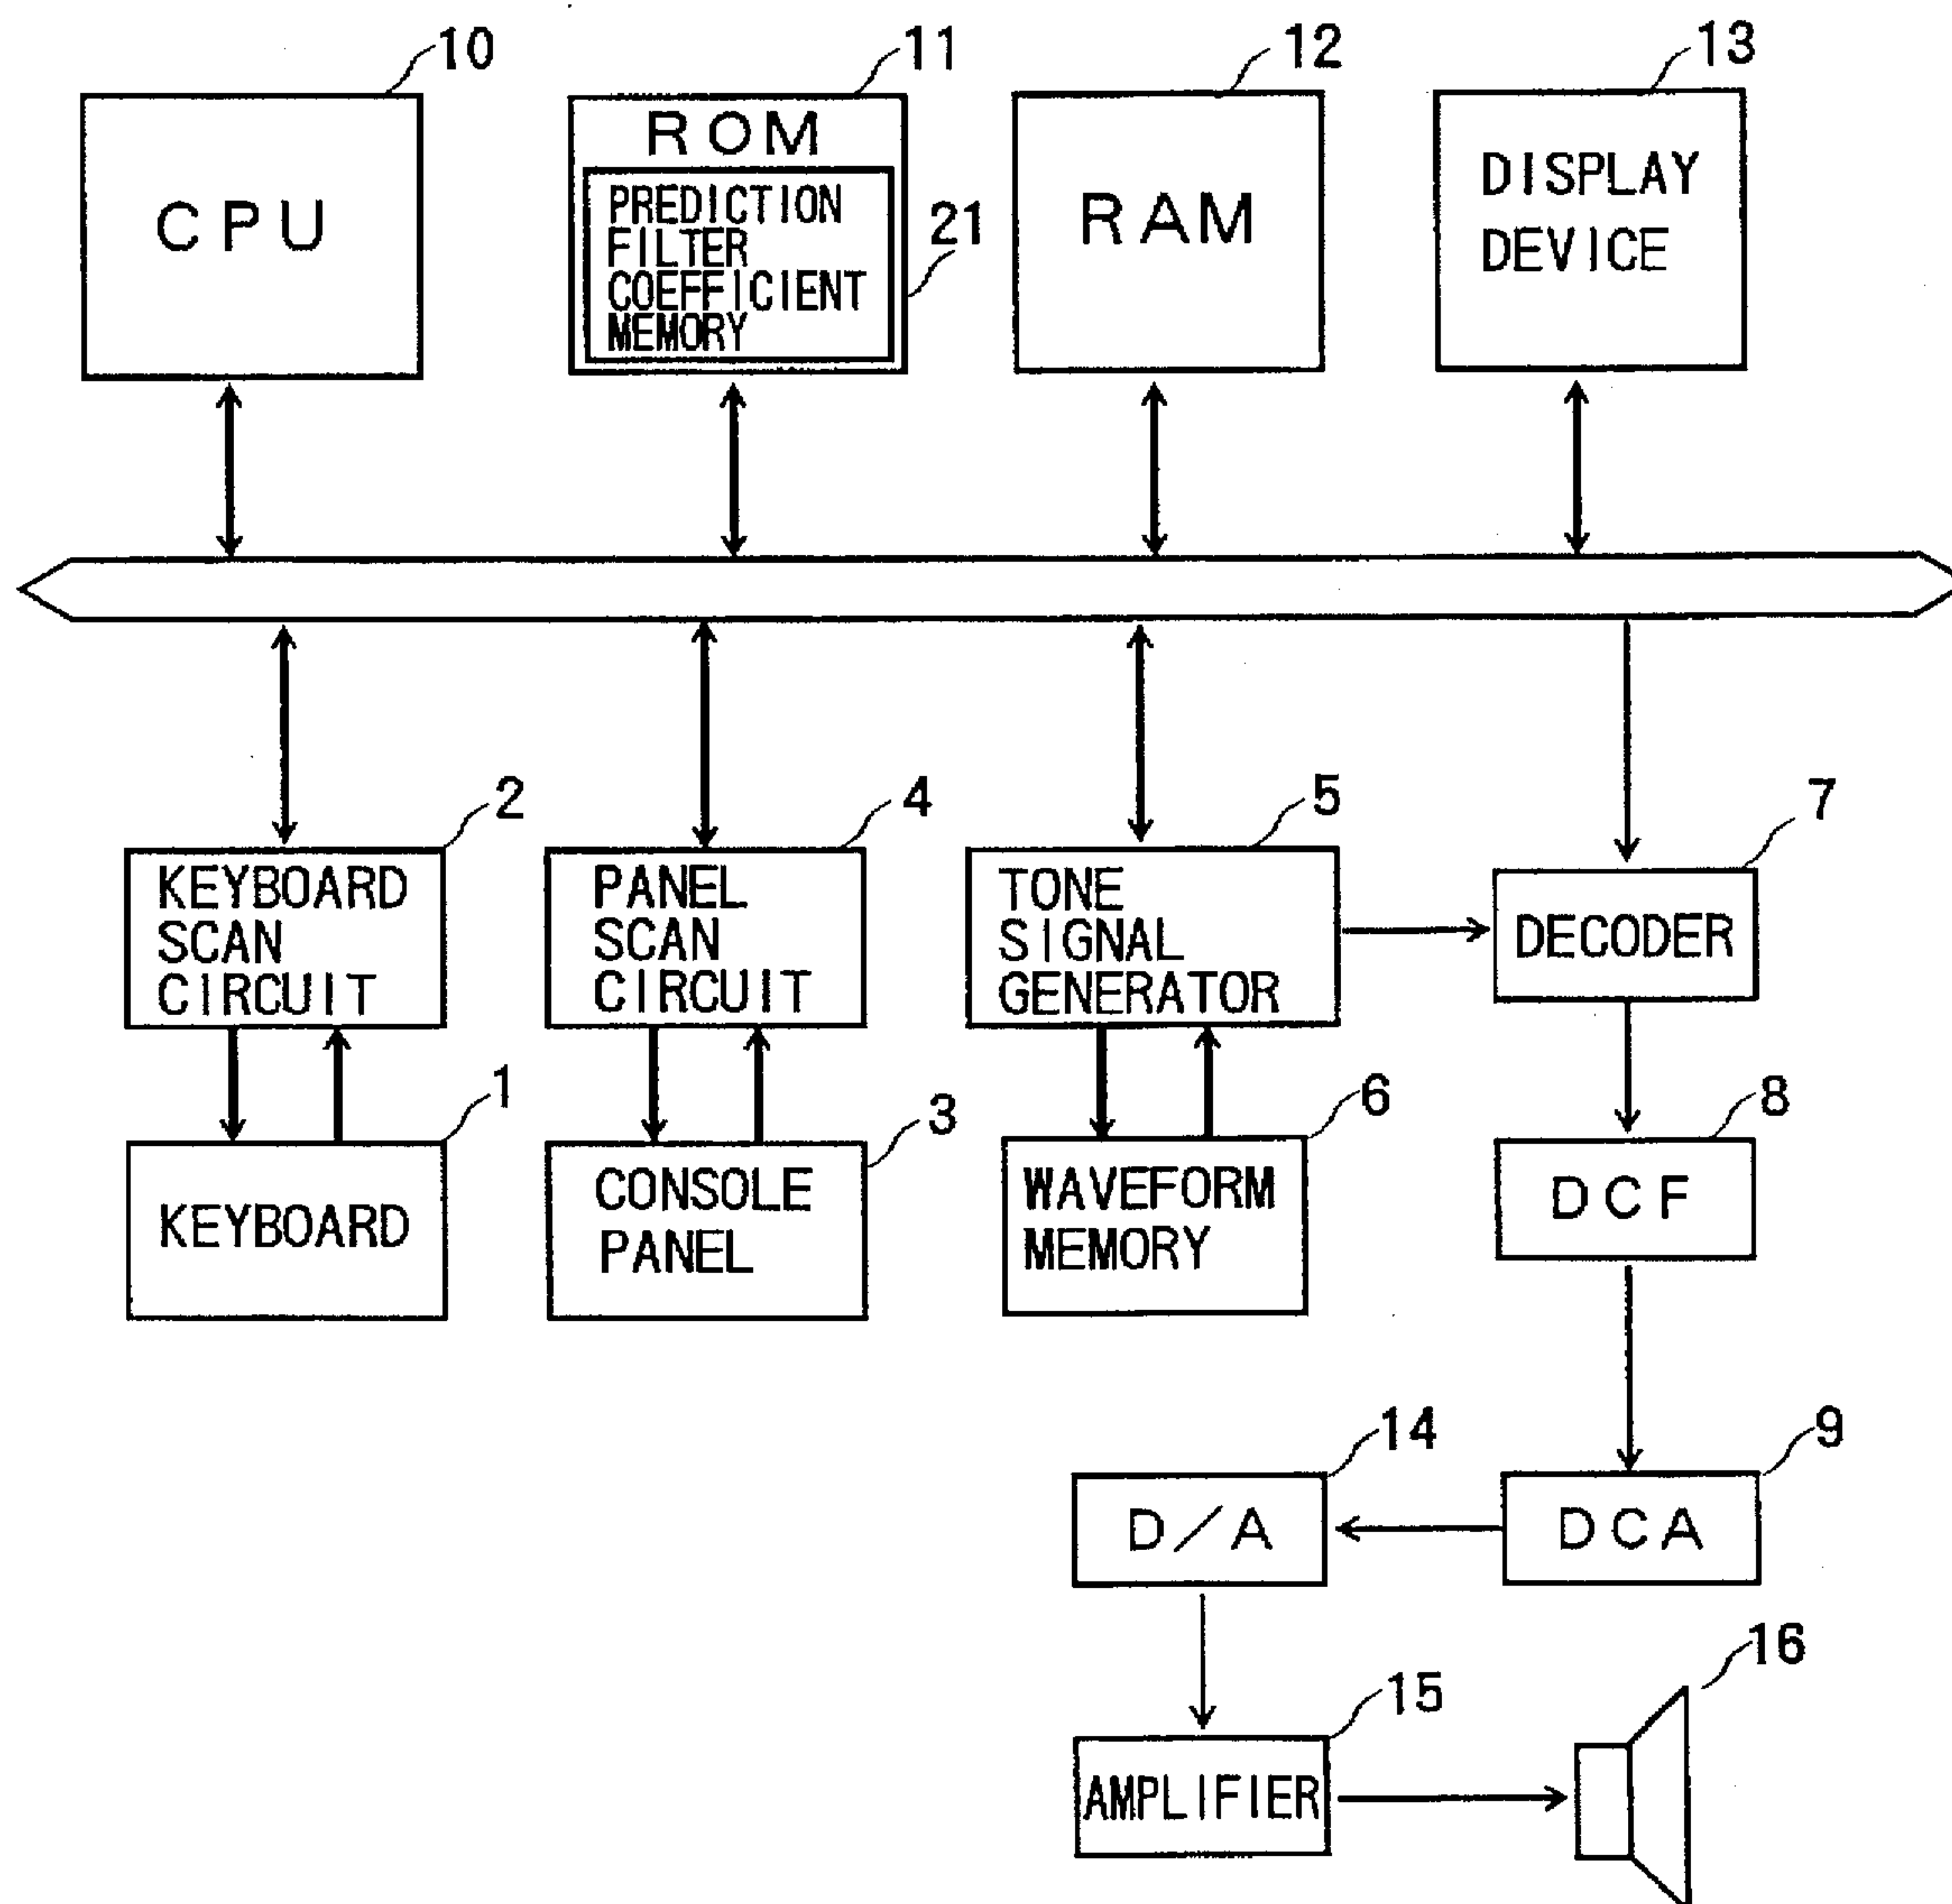 10
11
12
13
CPU
ROM
PREDICTION
FILTER
COEFFICIENT
MEMORY
21
RAM
DISPLAY
DEVICE
2
4
5
7
KEYBOARD
SCAN
CIRCUIT
PANEL
SCAN
CIRCUIT
TONE
SIGNAL
GENERATOR
DECODER
1
3
6
8
KEYBOARD
CONSOLE
PANEL
WAVEFORM
MEMORY
DCF
14
9
D/A
DCA
15
16
AMPLIFIER